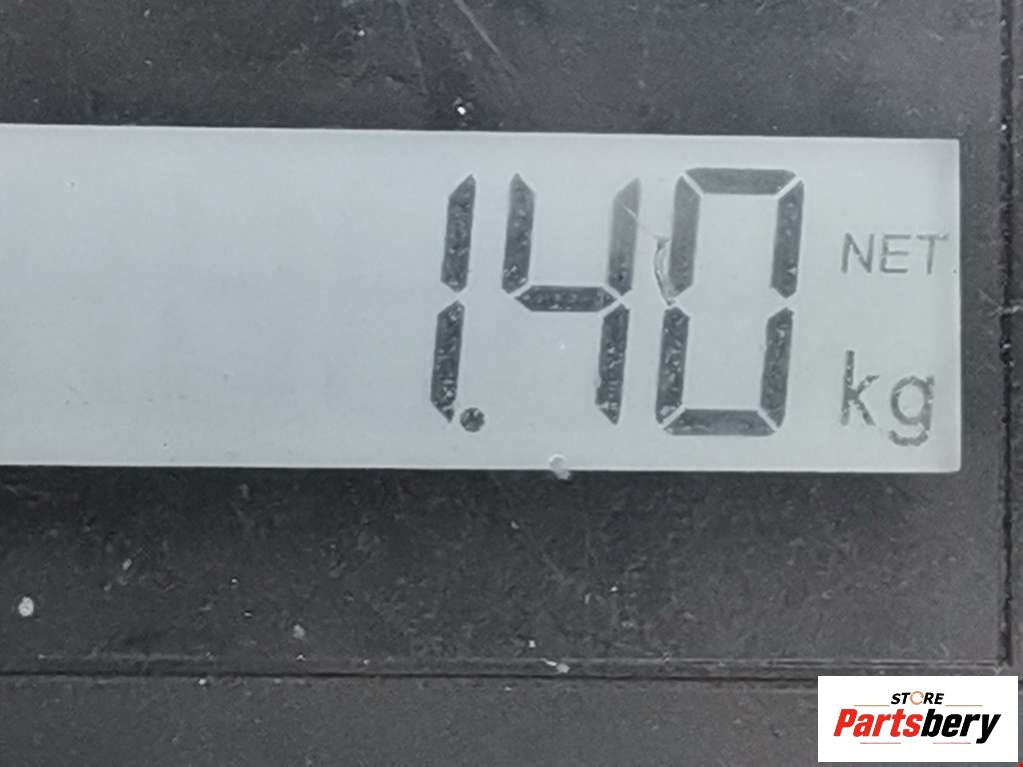 1.40 NET
kg
STORE
Partsbery